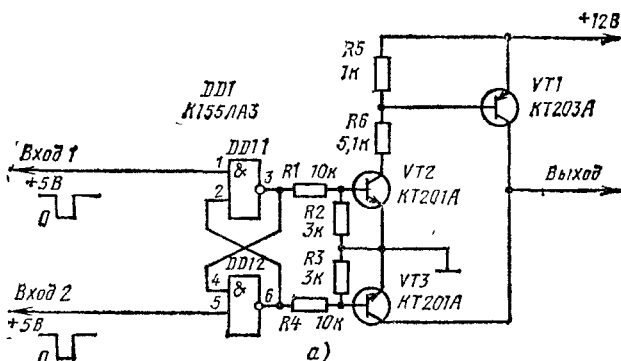 +12В
R5
1к
VT1
КТ203А
DD1
К155ЛА3
R6
5,1к
DD11
Вход 1
+5В
0
1
2
&
3
R1
10к
VT2
КТ201А
Выход
R2
3к
R3
3к
DD12
4
5
&
6
R4
10к
VT3
КТ201А
Вход 2
+5В
0
а)